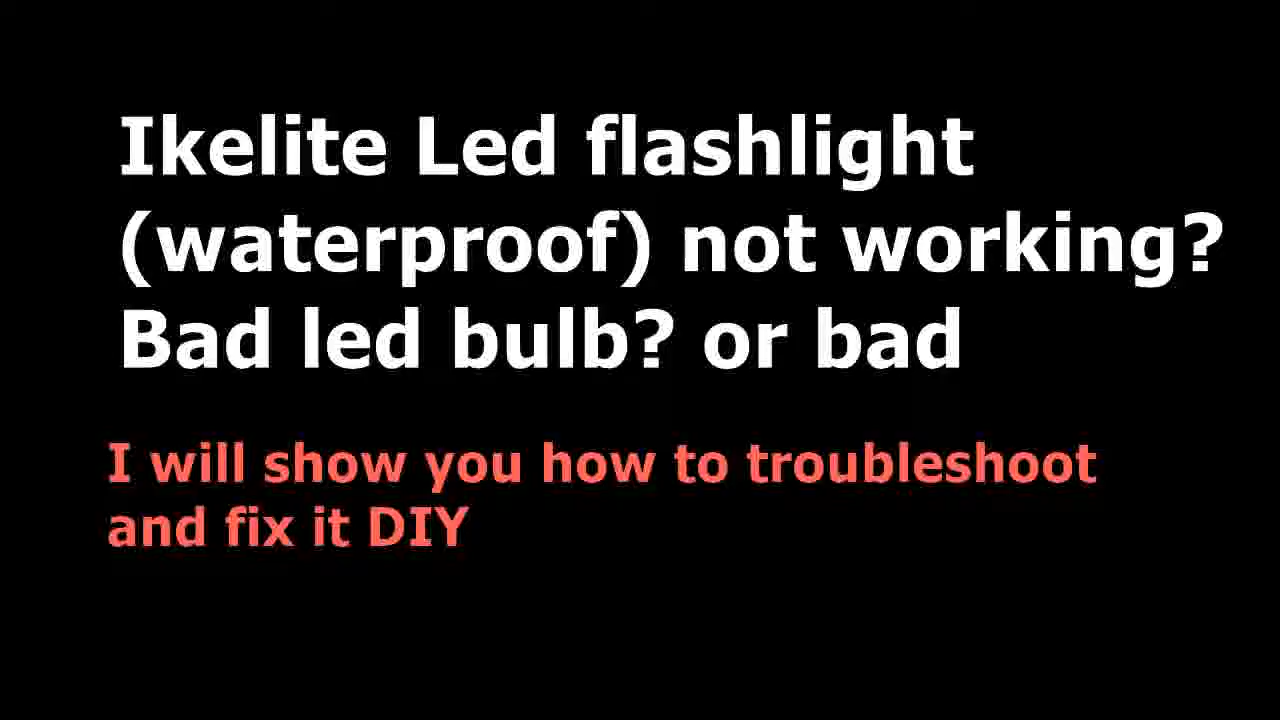 Ikelite Led flashlight
(waterproof) not working?
Bad led bulb? or bad
I will show you how to troubleshoot
and fix it DIY